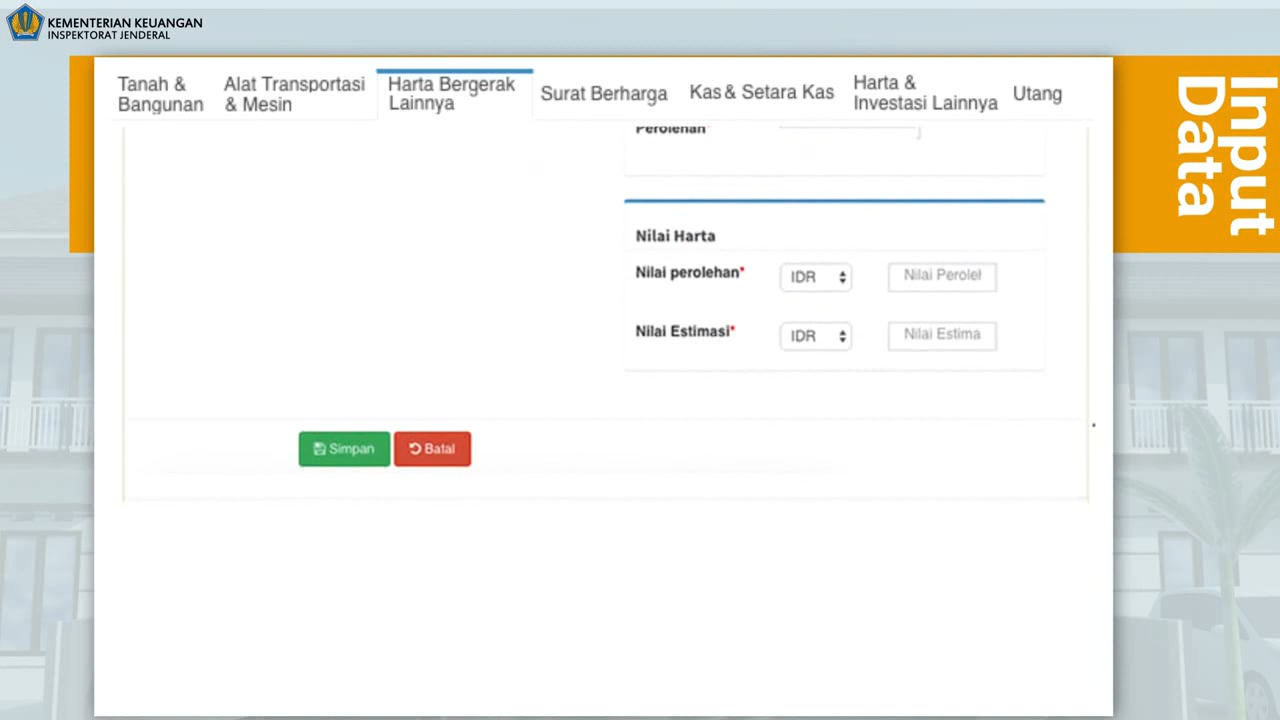 KEMENTERIAN KEUANGAN
INSPEKTORAT JENDERAL
Tanah &
Bangunan
Alat Transportasi
& Mesin
Harta Bergerak
Lainnya
Surat Berharga
Kas & Setara Kas
Harta &
Investasi Lainnya
Utang
Input
Data
Perolehan*
Nilai Harta
Nilai perolehan*
IDR
Nilai Perolel
Nilai Estimasi*
IDR
Nilai Estima
Simpan
Batal